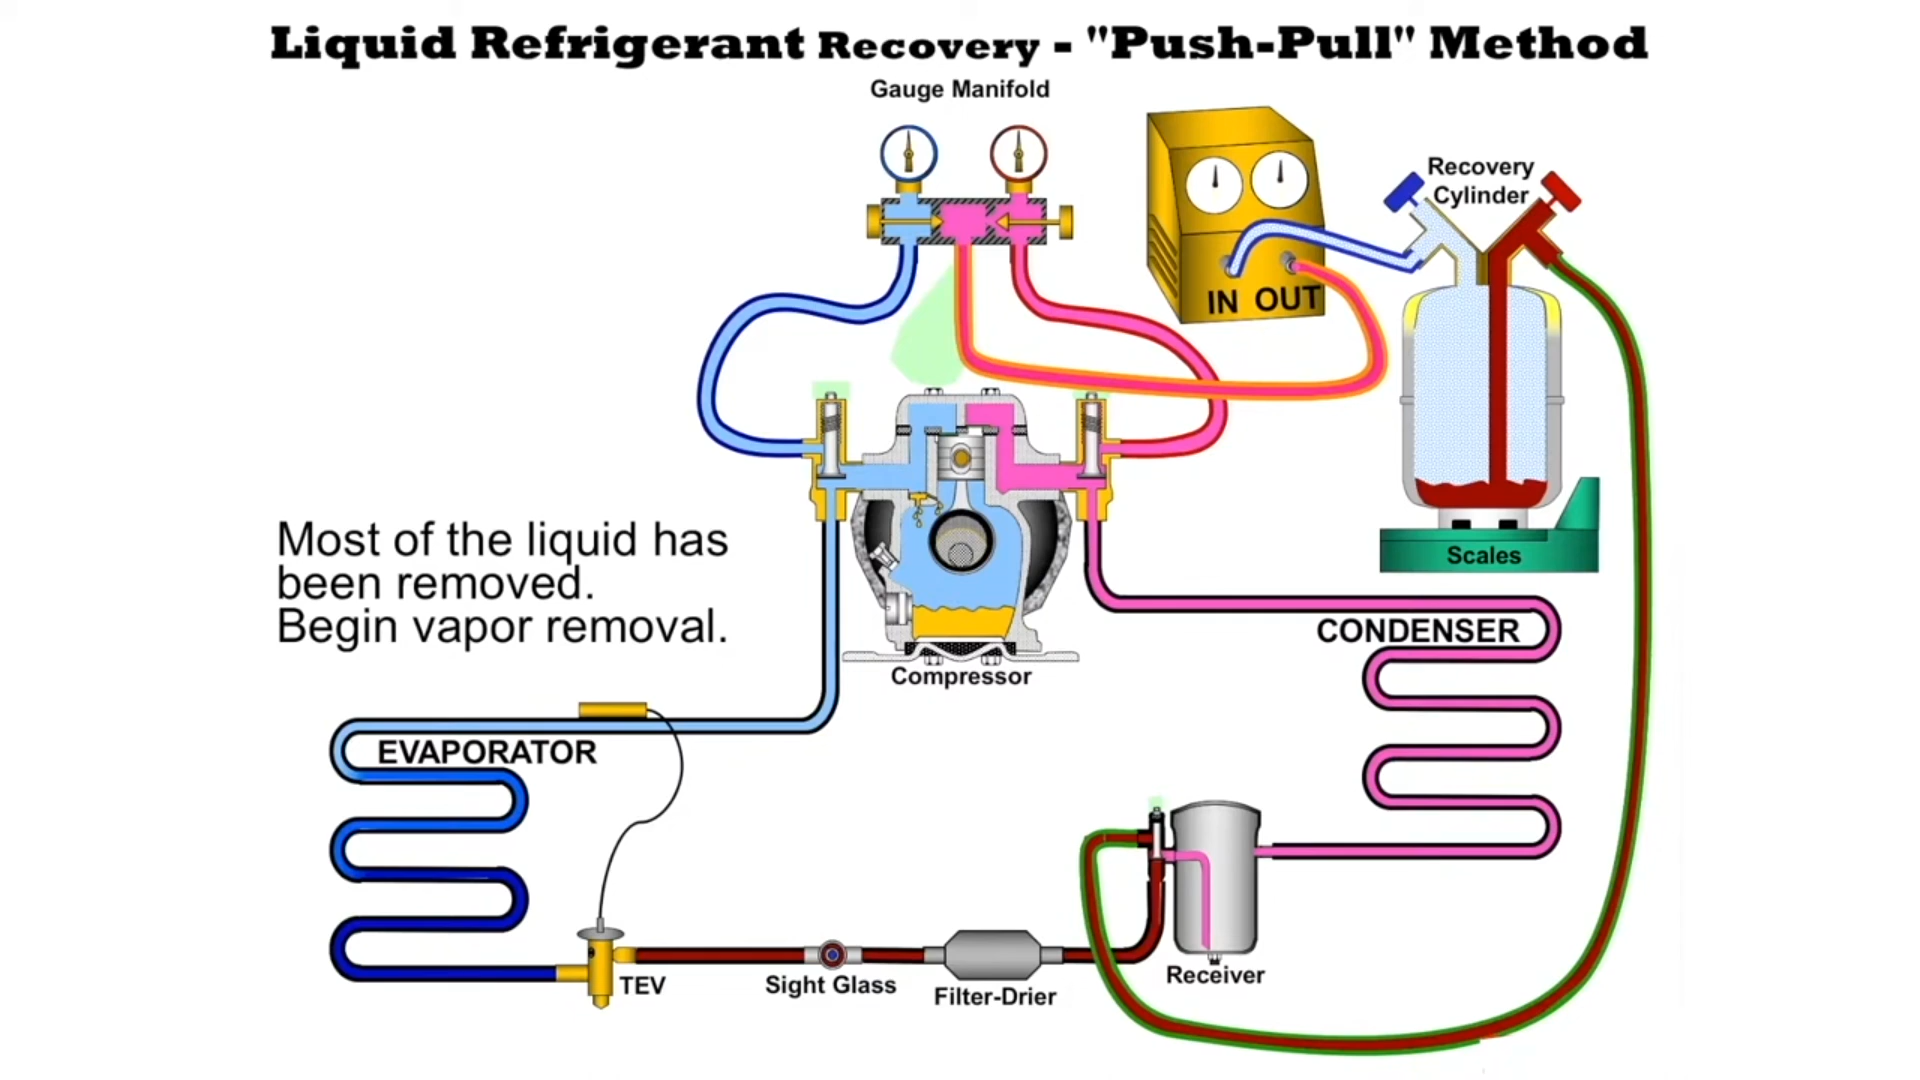 Liquid Refrigerant Recovery - "Push-Pull" Method
Gauge Manifold
Recovery
Cylinder
IN OUT
Scales
Most of the liquid has
been removed.
Begin vapor removal.
CONDENSER
Compressor
EVAPORATOR
TEV
Sight Glass
Filter-Drier
Receiver